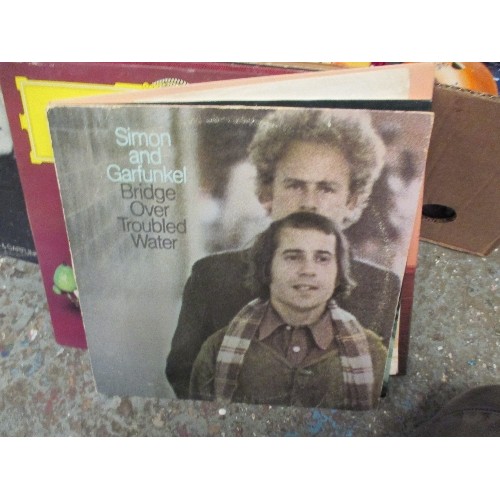 Simon
and
Garfunkel
Bridge
Over
Troubled
Water